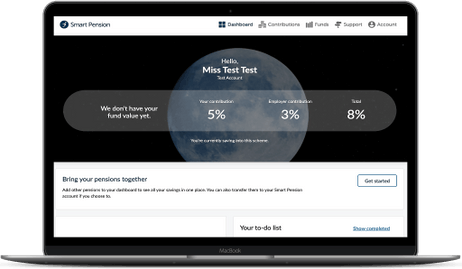 Smart Pension
Dashboard
Contributions
Funds
Support
Account
Hello,
Miss Test Test
Test Account
We don't have your
fund value yet.
Your contribution
5%
Employer contribution
3%
Total
8%
You're currently saving into this scheme.
Bring your pensions together
Add other pensions to your dashboard to see all your savings in one place. You can also transfer them to your Smart Pension
account if you choose to.
Get started
Your to-do list
Show completed
MacBook